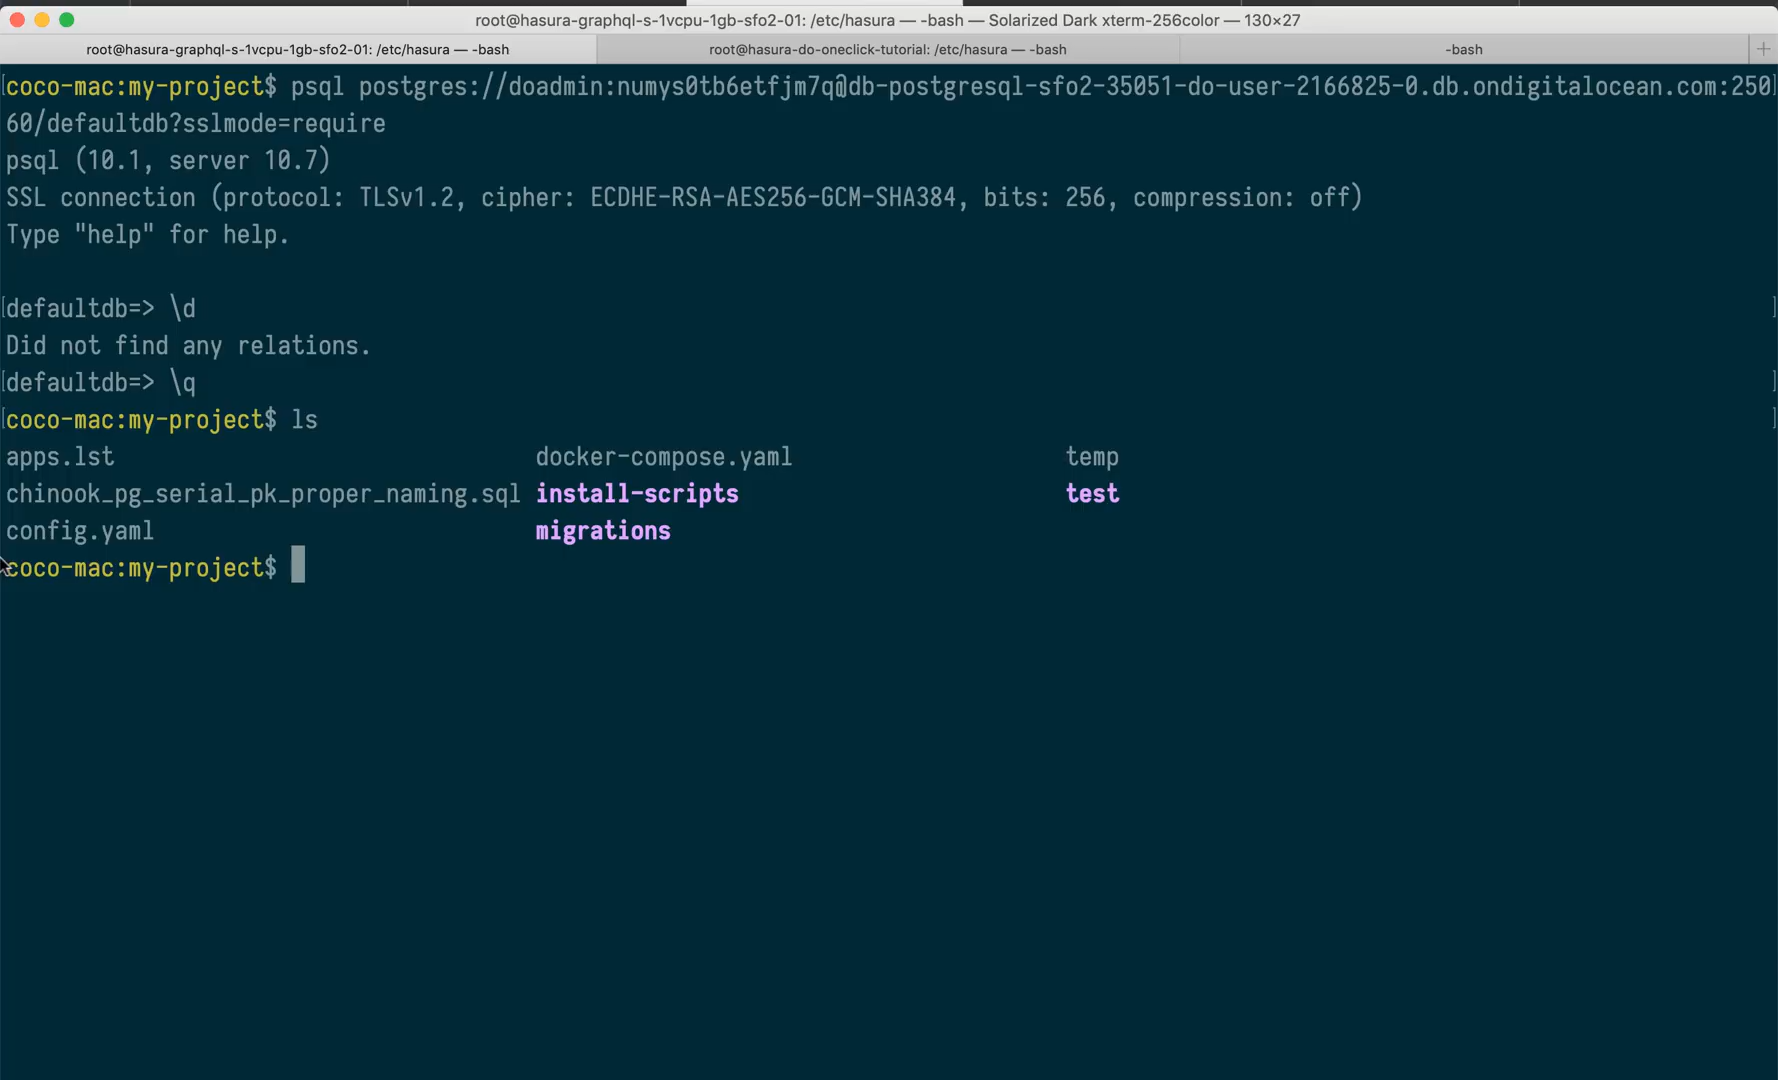 root@hasura-graphql-s-1vcpu-1gb-sfo2-01: /etc/hasura — -bash — Solarized Dark xterm-256color — 130×27
root@hasura-graphql-s-1vcpu-1gb-sfo2-01: /etc/hasura — -bash root@hasura-do-oneclick-tutorial: /etc/hasura — -bash -bash +
[coco-mac:my-project$ psql postgres://doadmin:numys0tb6etfjm7q@db-postgresql-sfo2-35051-do-user-2166825-0.db.ondigitalocean.com:250]
60/defaultdb?sslmode=require
psql (10.1, server 10.7)
SSL connection (protocol: TLSv1.2, cipher: ECDHE-RSA-AES256-GCM-SHA384, bits: 256, compression: off)
Type "help" for help.
[defaultdb=> \d ]
Did not find any relations.
[defaultdb=> \q ]
[coco-mac:my-project$ ls ]
apps.lst docker-compose.yaml temp
chinook_pg_serial_pk_proper_naming.sql install-scripts test
config.yaml migrations
coco-mac:my-project$